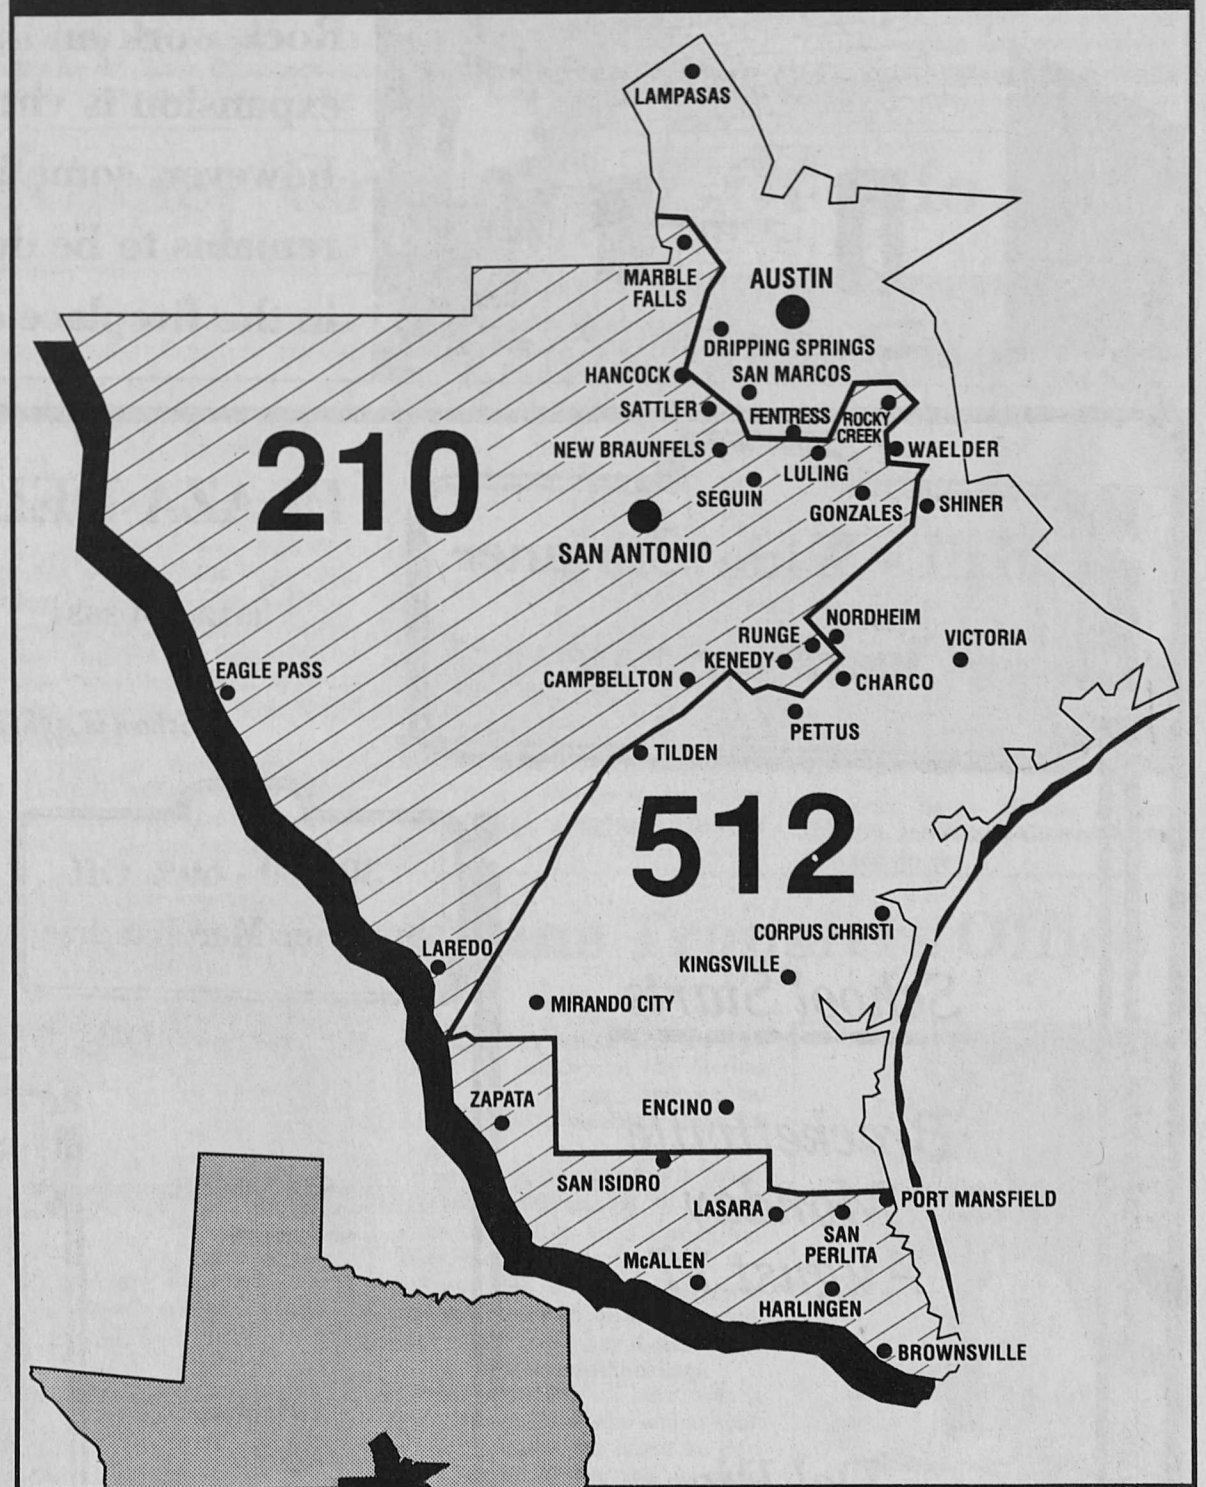 LAMPASAS
MARBLE
FALLS
AUSTIN
DRIPPING SPRINGS
HANCOCK
SAN MARCOS
SATTLER
FENTRESS
ROCKY
CREEK
NEW BRAUNFELS
WAELDER
LULING
SEGUIN
GONZALES
SHINER
210
SAN ANTONIO
NORDHEIM
RUNGE
VICTORIA
KENEDY
EAGLE PASS
CAMPBELLTON
CHARCO
PETTUS
TILDEN
512
CORPUS CHRISTI
LAREDO
KINGSVILLE
MIRANDO CITY
ZAPATA
ENCINO
SAN ISIDRO
PORT MANSFIELD
LASARA
SAN
PERLITA
McALLEN
HARLINGEN
BROWNSVILLE